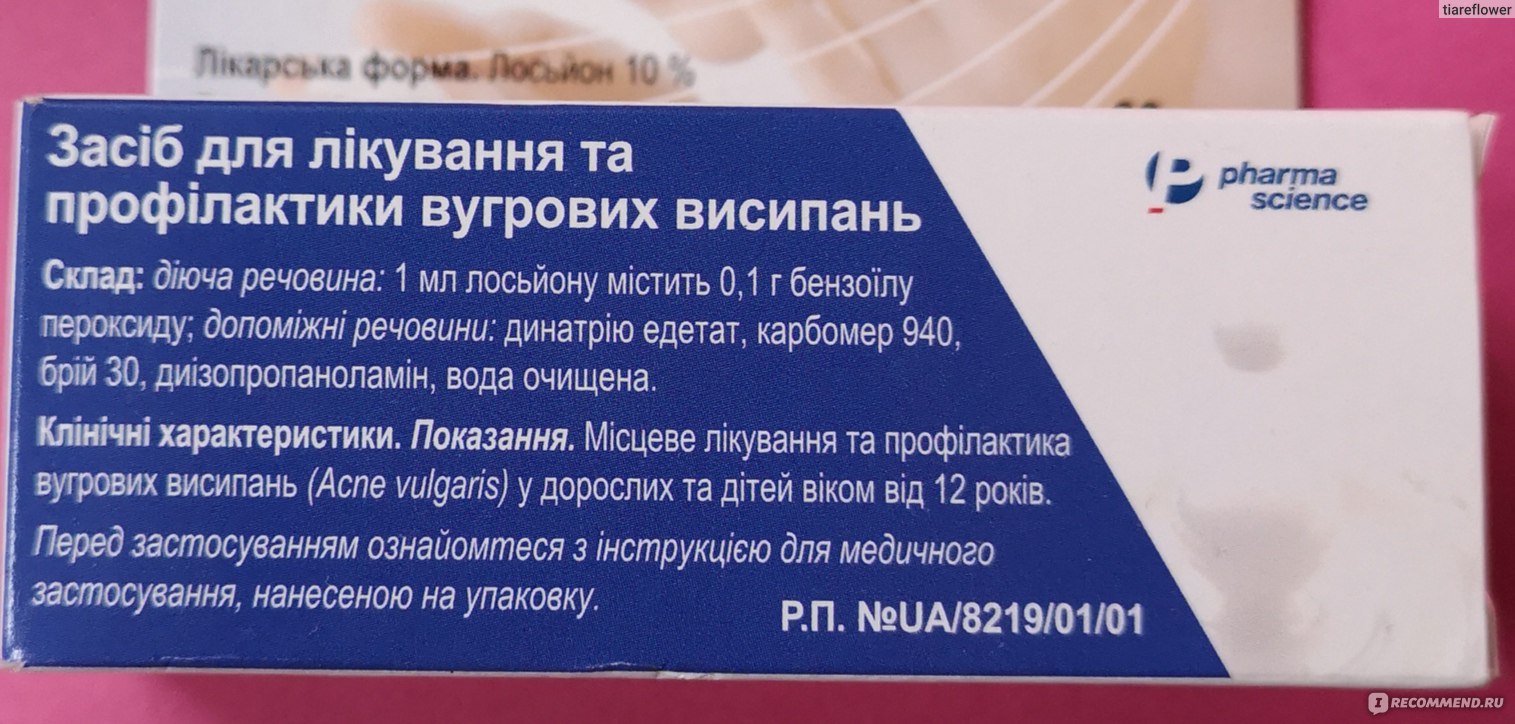 tiareflower
Лікарська форма. Лосьйон 10 %
Засіб для лікування та
профілактики вугрових висипань
pharma
science
Склад: діюча речовина: 1 мл лосьйону містить 0,1 г бензоїлу
пероксиду; допоміжні речовини: динатрію едетат, карбомер 940,
брій 30, диізопропаноламін, вода очищена.
Клінічні характеристики. Показання. Місцеве лікування та профілактика
вугрових висипань (Acne vulgaris) у дорослих та дітей віком від 12 років.
Перед застосуванням ознайомтеся з інструкцією для медичного
застосування, нанесеною на упаковку.
Р.П. №UA/8219/01/01
IRECOMMEND.RU